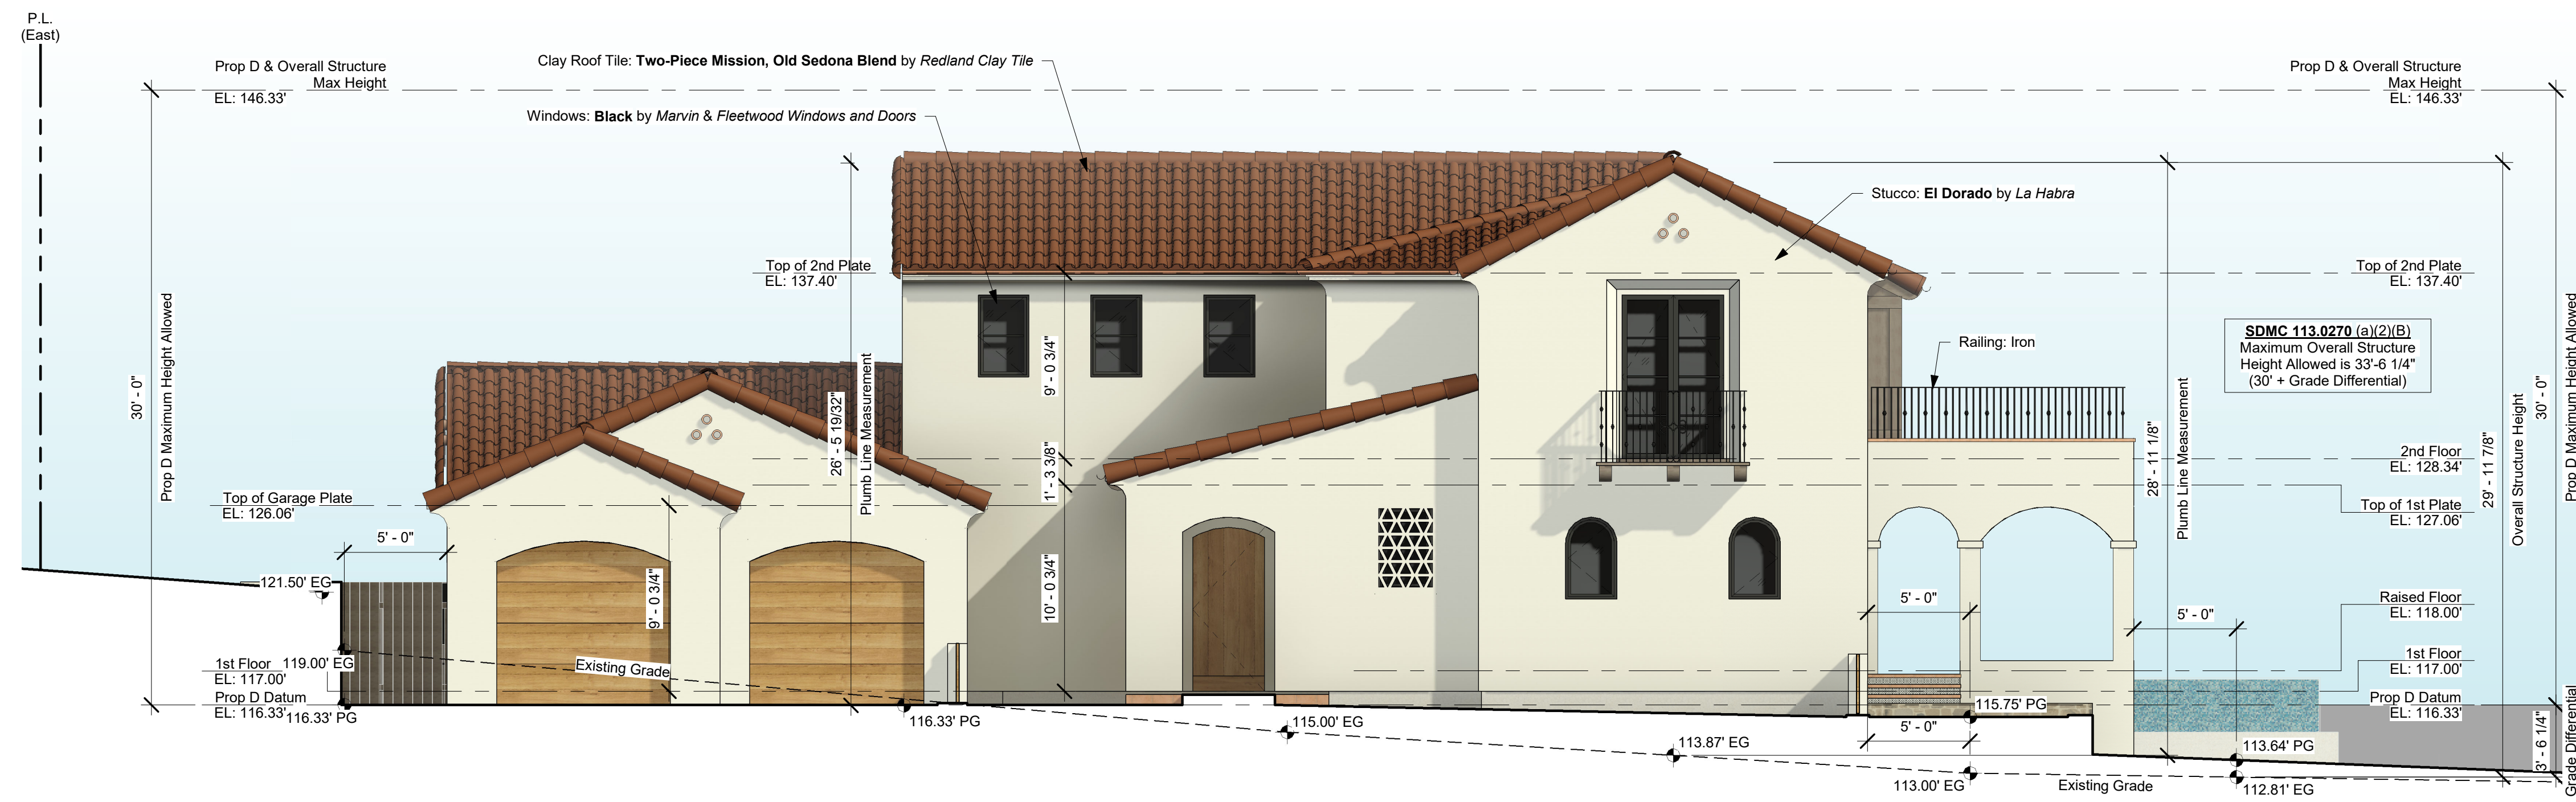 P.L.
(East)
Prop D & Overall Structure
Max Height
EL: 146.33'
Clay Roof Tile: Two-Piece Mission, Old Sedona Blend by Redland Clay Tile
Windows: Black by Marvin & Fleetwood Windows and Doors
Prop D & Overall Structure
Max Height
EL: 146.33'
Stucco: El Dorado by La Habra
Top of 2nd Plate
EL: 137.40'
Top of 2nd Plate
EL: 137.40'
SDMC 113.0270 (a)(2)(B)
Maximum Overall Structure
Height Allowed is 33'-6 1/4"
(30' + Grade Differential)
Railing: Iron
30' - 0"
Prop D Maximum Height Allowed
26' - 5 19/32"
Plumb Line Measurement
9' - 0 3/4"
1' - 3 3/8"
10' - 0 3/4"
28' - 11 1/8"
Plumb Line Measurement
29' - 11 7/8"
Overall Structure Height
30' - 0"
Prop D Maximum Height Allowed
2nd Floor
EL: 128.34'
Top of Garage Plate
EL: 126.06'
Top of 1st Plate
EL: 127.06'
5' - 0"
121.50' EG
9' - 0 3/4"
5' - 0"
5' - 0"
Raised Floor
EL: 118.00'
1st Floor
EL: 117.00'
119.00' EG
Existing Grade
1st Floor
EL: 117.00'
Prop D Datum
EL: 116.33'
116.33' PG
116.33' PG
115.00' EG
113.87' EG
115.75' PG
5' - 0"
113.00' EG
Existing Grade
113.64' PG
112.81' EG
Prop D Datum
EL: 116.33'
3' - 6 1/4"
Grade Differential